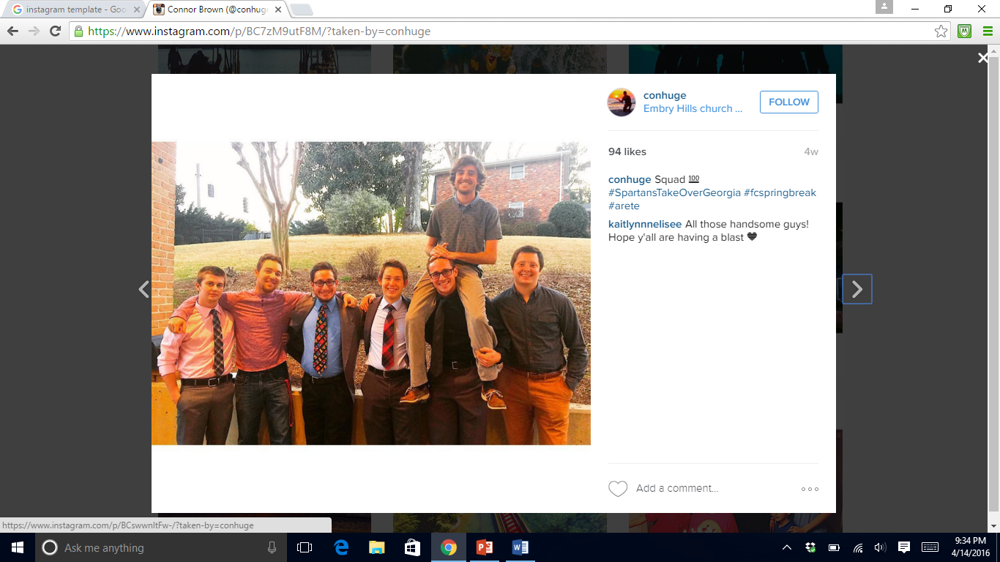 instagram template - Goo
Connor Brown (@conhuge
https://www.instagram.com/p/BC7zM9utF8M/?taken-by=conhuge
conhuge
Embry Hills church ...
FOLLOW
94 likes
4w
conhuge Squad 💯
#SpartansTakeOverGeorgia #fcspringbreak
#arete
kaitlynnnelisee All those handsome guys!
Hope y'all are having a blast 🖤
Add a comment...
https://www.instagram.com/p/BCswwnltFw-/?taken-by=conhuge
Ask me anything
9:34 PM
4/14/2016